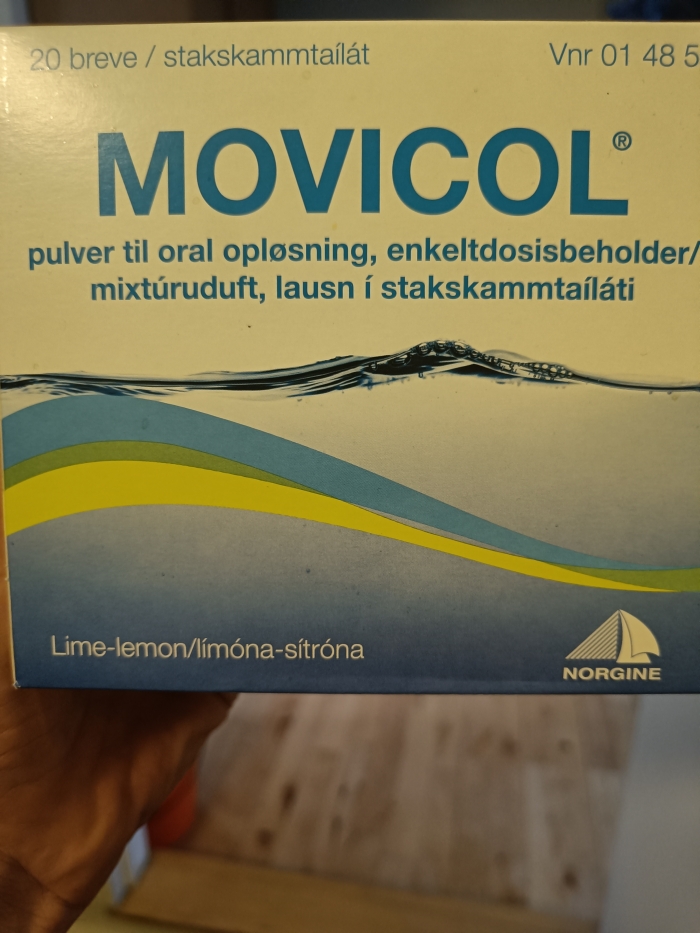 20 breve / stakskammtaílát
Vnr 01 48 5
MOVICOL®
pulver til oral opløsning, enkeltdosisbeholder/
mixtúruduft, lausn í stakskammtaíláti
Lime-lemon/límóna-sítróna
NORGINE